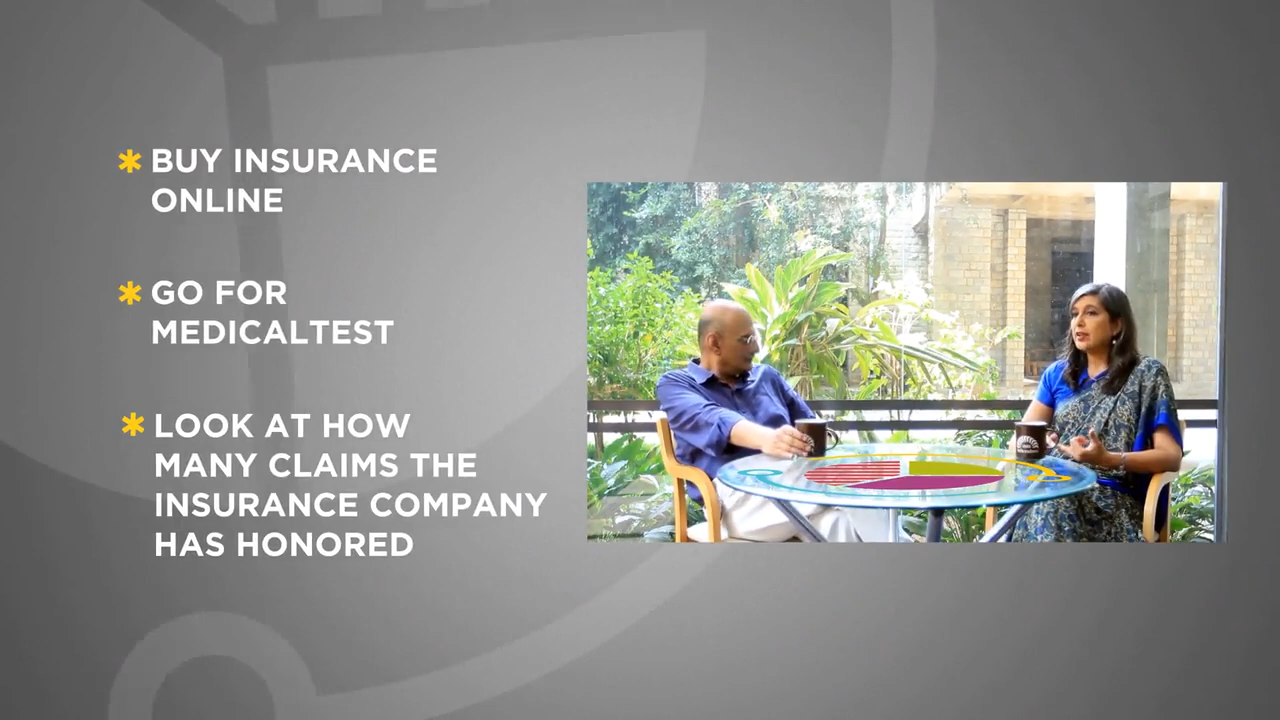 * BUY INSURANCE
ONLINE
* GO FOR
MEDICALTEST
* LOOK AT HOW
MANY CLAIMS THE
INSURANCE COMPANY
HAS HONORED